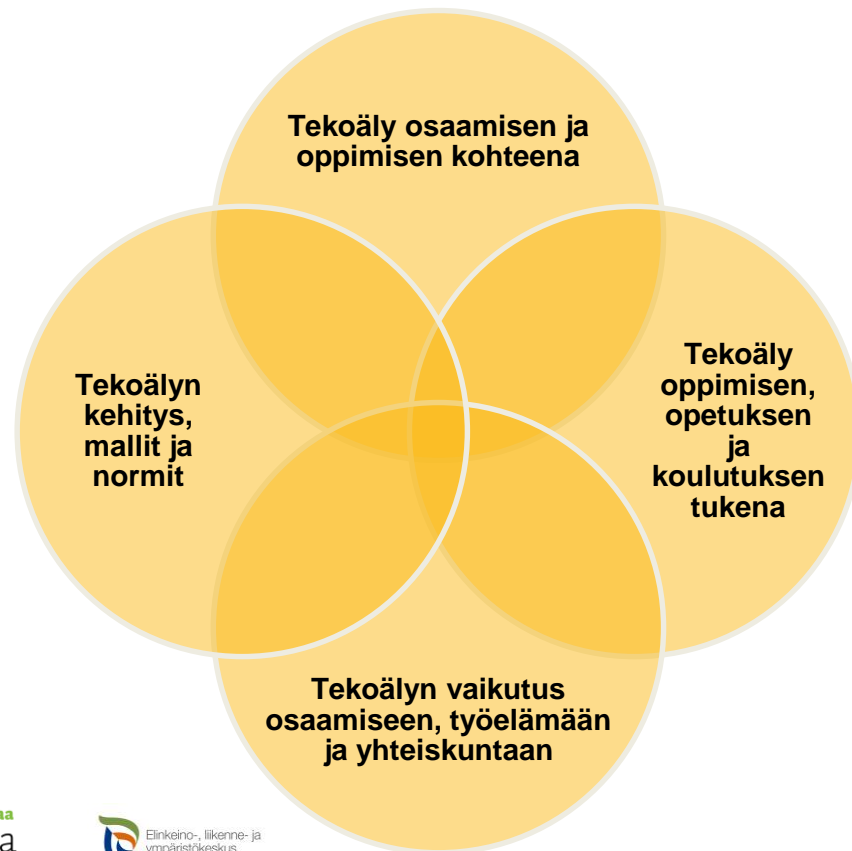 Tekoäly osaamisen ja
oppimisen kohteena
Tekoälyn
kehitys,
mallit ja
normit
Tekoäly
oppimisen,
opetuksen
ja
koulutuksen
tukena
Tekoälyn vaikutus
osaamiseen, työelämään
ja yhteiskuntaan
Elinkeino-, liikenne- ja
ympäristökeskus